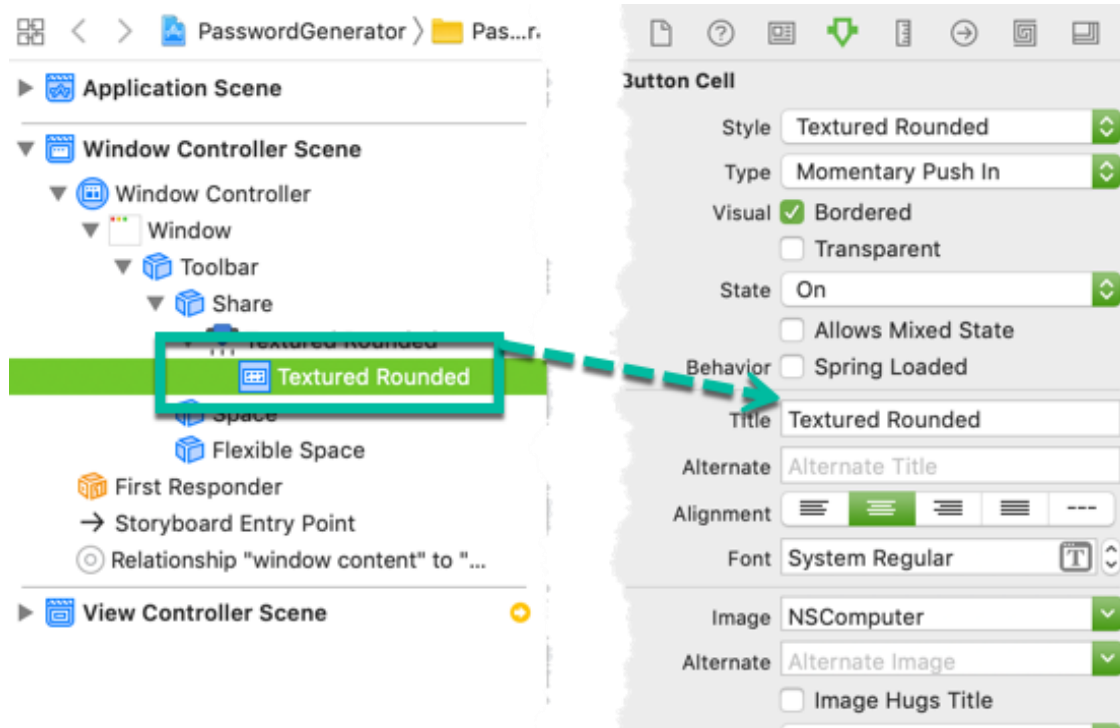 PasswordGenerator
Pas...r.
Application Scene
Window Controller Scene
Window Controller
Window
Toolbar
Share
Textured Rounded
Textured Rounded
Space
Flexible Space
First Responder
Storyboard Entry Point
Relationship "window content" to "...
View Controller Scene
Button Cell
Style Textured Rounded
Type Momentary Push In
Visual Bordered
Transparent
State On
Allows Mixed State
Behavior Spring Loaded
Title Textured Rounded
Alternate Alternate Title
Alignment
Font System Regular T
Image NSComputer
Alternate Alternate Image
Image Hugs Title